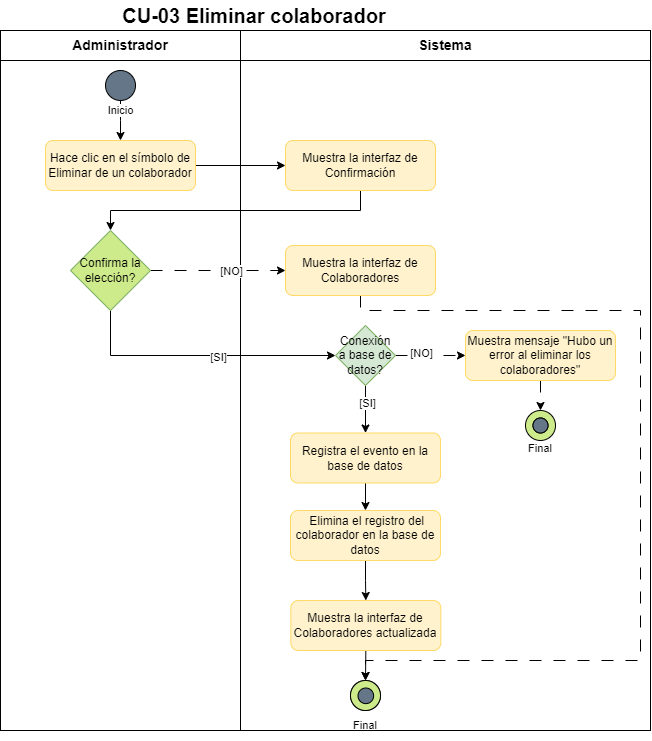 CU-03 Eliminar colaborador
Administrador
Sistema
Inicio
Hace clic en el símbolo de
Eliminar de un colaborador
Muestra la interfaz de
Confirmación
Confirma la
elección?
[NO]
Muestra la interfaz de
Colaboradores
[SI]
Conexión
a base de
datos?
[NO]
Muestra mensaje "Hubo un
error al eliminar los
colaboradores"
[SI]
Final
Registra el evento en la
base de datos
Elimina el registro del
colaborador en la base de
datos
Muestra la interfaz de
Colaboradores actualizada
Final